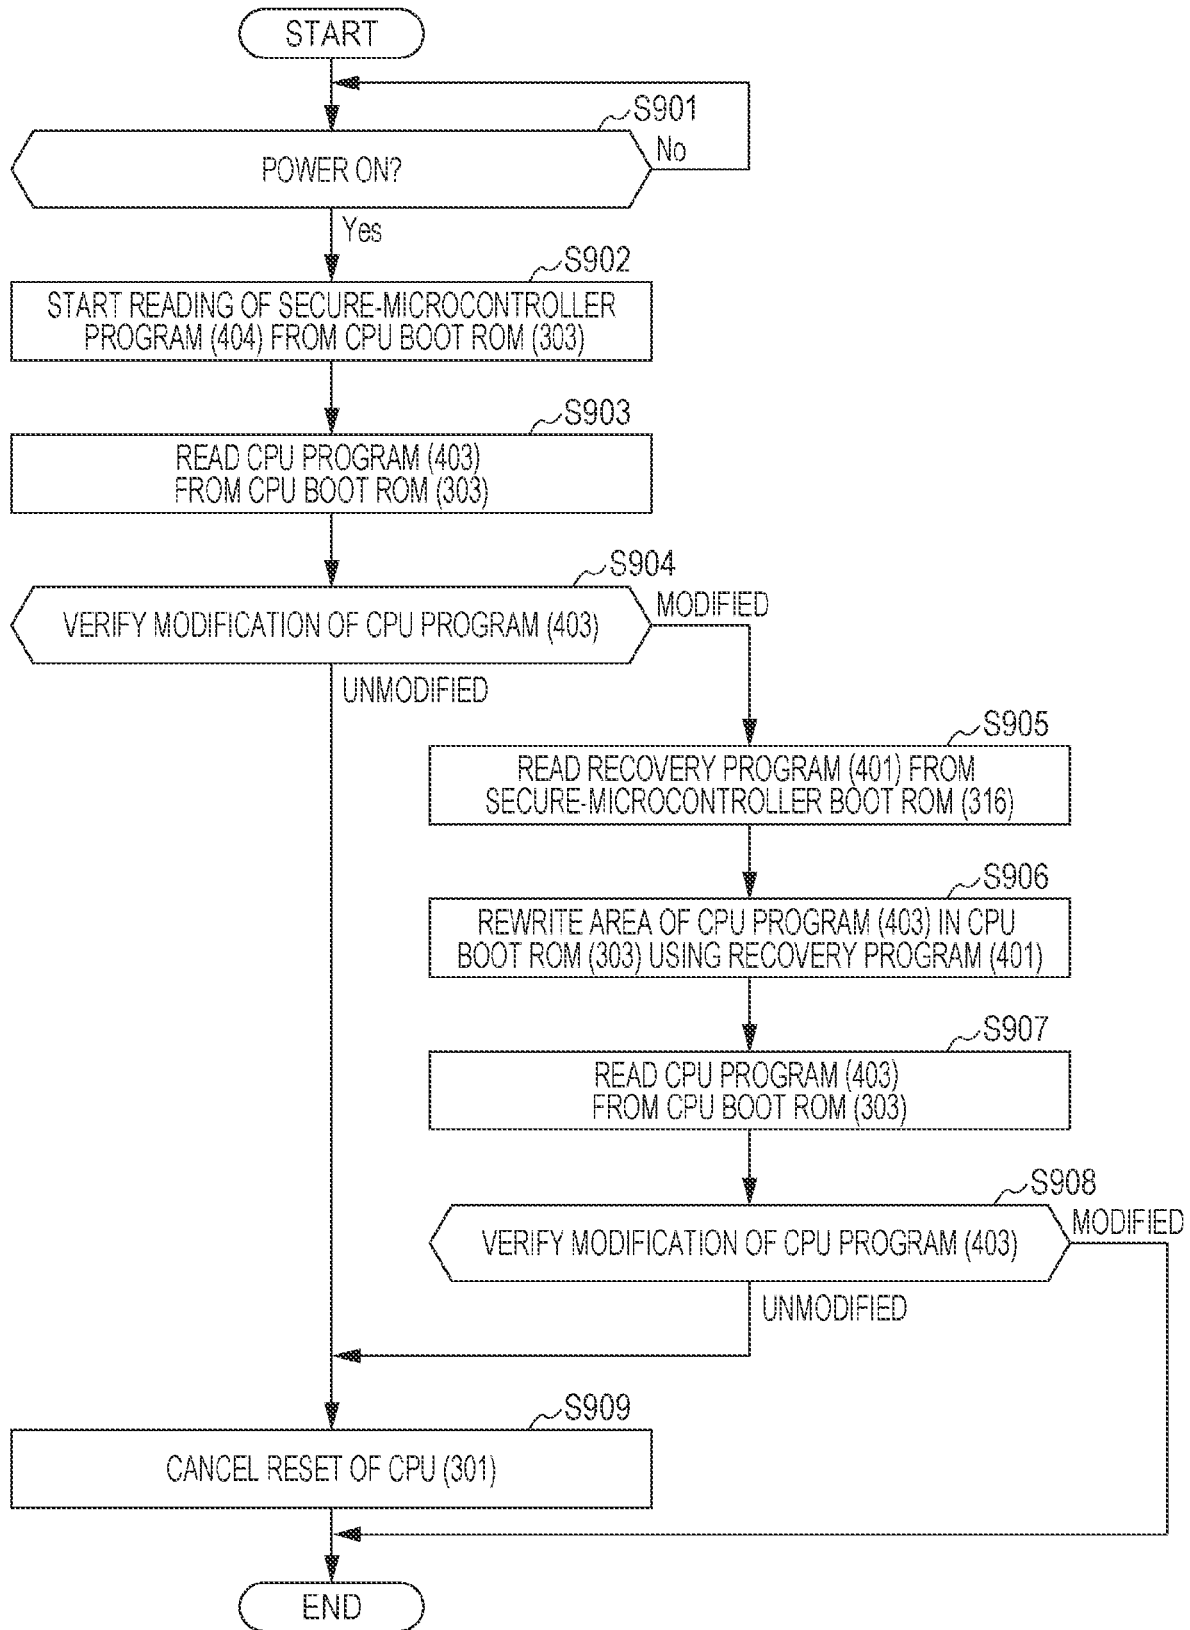 START
S901
No
POWER ON?
Yes
S902
START READING OF SECURE-MICROCONTROLLER
PROGRAM (404) FROM CPU BOOT ROM (303)
S903
READ CPU PROGRAM (403)
FROM CPU BOOT ROM (303)
S904
MODIFIED
VERIFY MODIFICATION OF CPU PROGRAM (403)
UNMODIFIED
S905
READ RECOVERY PROGRAM (401) FROM
SECURE-MICROCONTROLLER BOOT ROM (316)
S906
REWRITE AREA OF CPU PROGRAM (403) IN CPU
BOOT ROM (303) USING RECOVERY PROGRAM (401)
S907
READ CPU PROGRAM (403)
FROM CPU BOOT ROM (303)
S908
MODIFIED
VERIFY MODIFICATION OF CPU PROGRAM (403)
UNMODIFIED
S909
CANCEL RESET OF CPU (301)
END